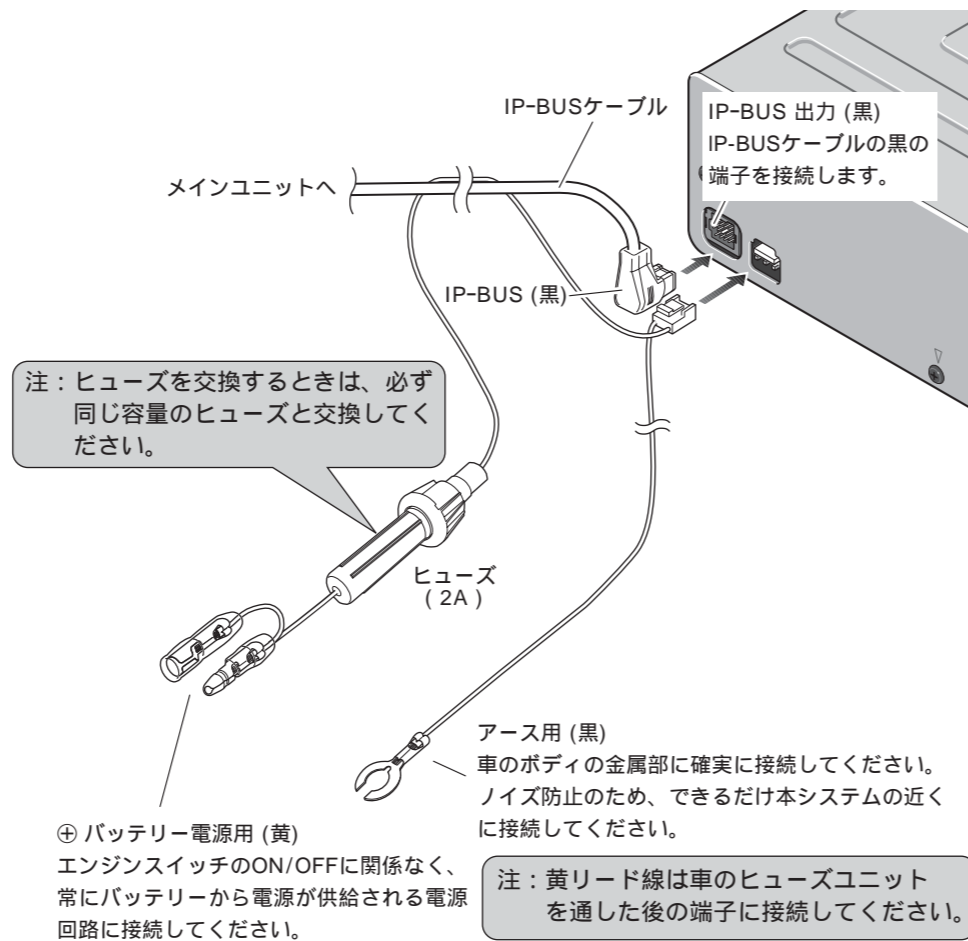 IP-BUSケーブル
IP-BUS 出力 (黒)
IP-BUSケーブルの黒の
端子を接続します。
メインユニットへ
IP-BUS (黒)
注：ヒューズを交換するときは、必ず
同じ容量のヒューズと交換してく
ださい。
ヒューズ
( 2A )
アース用 (黒)
車のボディの金属部に確実に接続してください。
ノイズ防止のため、できるだけ本システムの近く
に接続してください。
⊕ バッテリー電源用 (黄)
エンジンスイッチのON/OFFに関係なく、
常にバッテリーから電源が供給される電源
回路に接続してください。
注：黄リード線は車のヒューズユニット
を通した後の端子に接続してください。